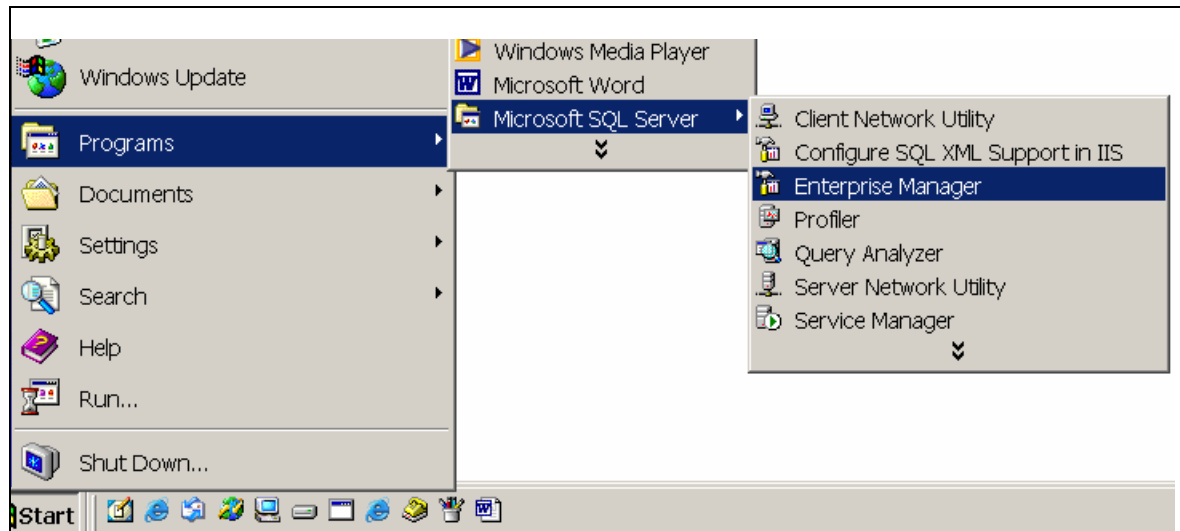 Windows Update
Programs
Documents
Settings
Search
Help
Run...
Shut Down...
Start
Windows Media Player
Microsoft Word
Microsoft SQL Server
Client Network Utility
Configure SQL XML Support in IIS
Enterprise Manager
Profiler
Query Analyzer
Server Network Utility
Service Manager